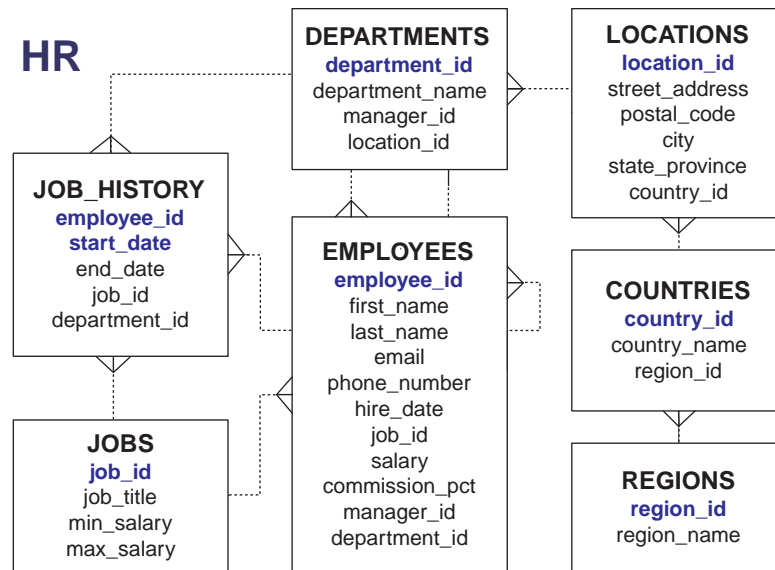 HR
DEPARTMENTS
department_id
department_name
manager_id
location_id
LOCATIONS
location_id
street_address
postal_code
city
state_province
country_id
JOB_HISTORY
employee_id
start_date
end_date
job_id
department_id
EMPLOYEES
employee_id
first_name
last_name
email
phone_number
hire_date
job_id
salary
commission_pct
manager_id
department_id
COUNTRIES
country_id
country_name
region_id
JOBS
job_id
job_title
min_salary
max_salary
REGIONS
region_id
region_name